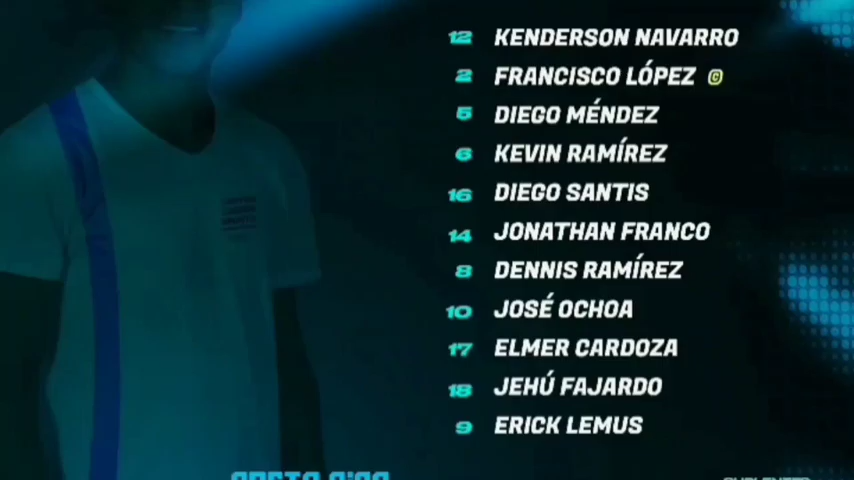 12 KENDERSON NAVARRO
2 FRANCISCO LÓPEZ ©
5 DIEGO MÉNDEZ
6 KEVIN RAMÍREZ
16 DIEGO SANTIS
14 JONATHAN FRANCO
8 DENNIS RAMÍREZ
10 JOSÉ OCHOA
17 ELMER CARDOZA
18 JEHÚ FAJARDO
9 ERICK LEMUS